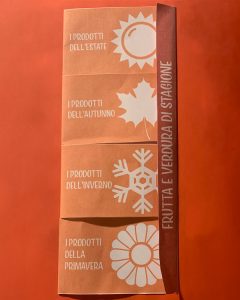 I PRODOTTI
DELL'ESTATE
I PRODOTTI
DELL'AUTUNNO
I PRODOTTI
DELL'INVERNO
I PRODOTTI
DELLA
PRIMAVERA
FRUTTA E VERDURA DI STAGIONE